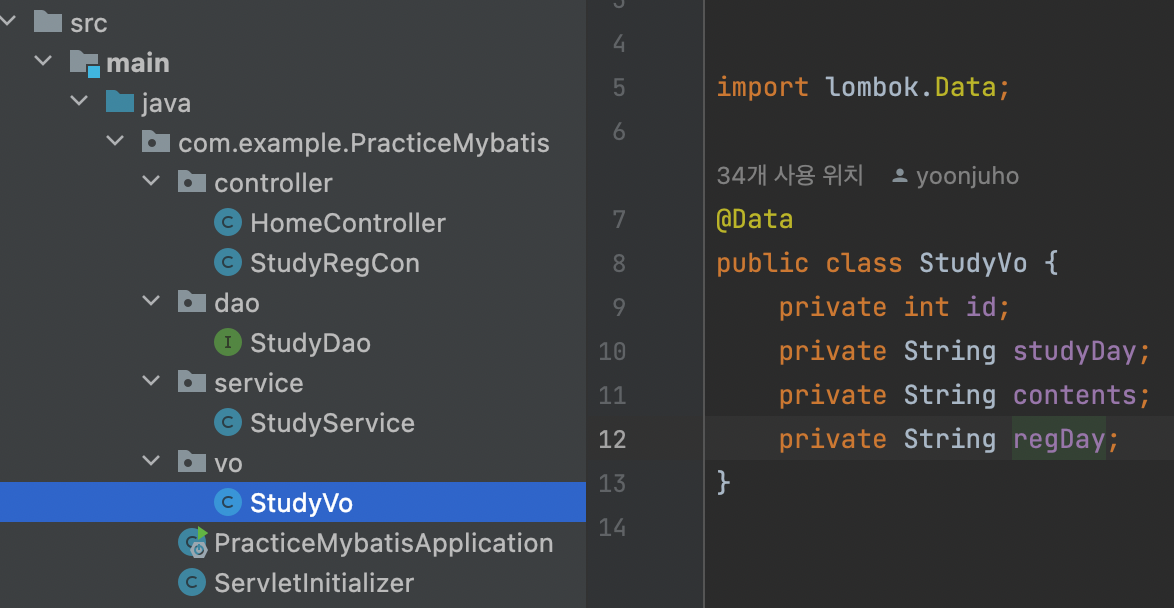 src
main
java
com.example.PracticeMybatis
controller
HomeController
StudyRegCon
dao
StudyDao
service
StudyService
vo
StudyVo
PracticeMybatisApplication
ServletInitializer
3
4
5 import lombok.Data;
6
34개 사용 위치 yoonjuho
7 @Data
8 public class StudyVo {
9 private int id;
10 private String studyDay;
11 private String contents;
12 private String regDay;
13 }
14